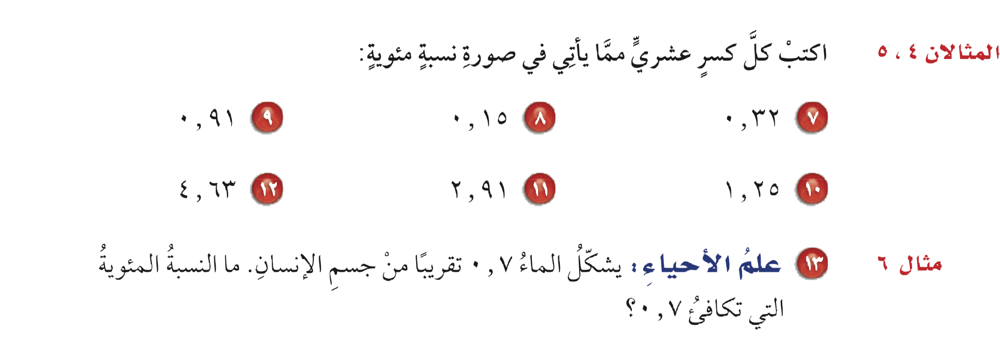 المثالان ٤ ، ٥ اكتبْ كلَّ كسرٍ عشريٍّ ممَّا يأتِي في صورةِ نسبةٍ مئويةٍ:
٧ ٠,٣٢ ٨ ٠,١٥ ٩ ٠,٩١
١٠ ١,٢٥ ١١ ٢,٩١ ١٢ ٤,٦٣
مثال ٦ ١٣ علمُ الأحياءِ: يشكّلُ الماءُ ٠,٧ تقريبًا منْ جسمِ الإنسانِ. ما النسبةُ المئويةُ
التي تكافئُ ٠,٧؟